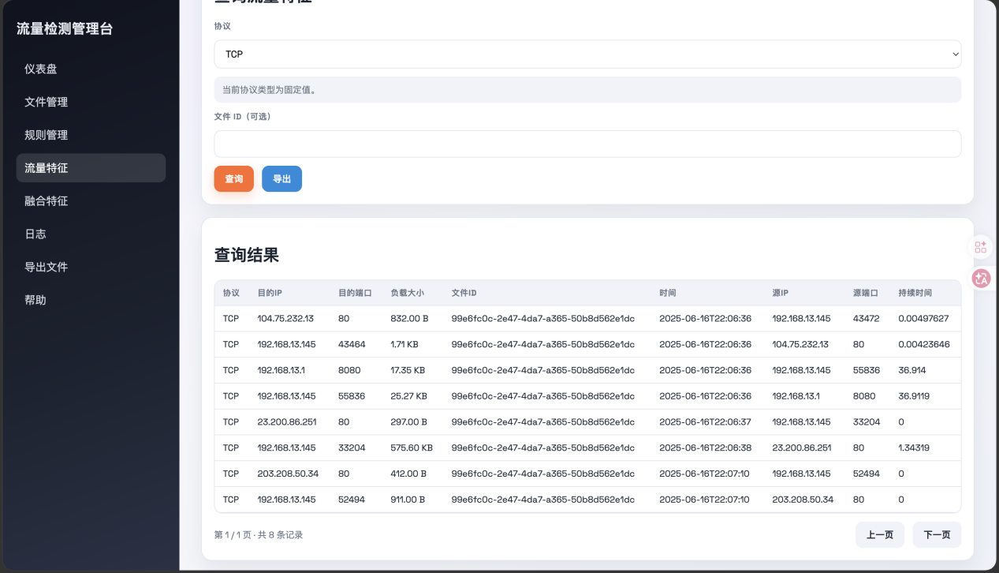 流量检测管理台
仪表盘
文件管理
规则管理
流量特征
融合特征
日志
导出文件
帮助
查询流量特征
协议
TCP
当前协议类型为固定值。
文件 ID（可选）
查询 导出
查询结果
协议 目的IP 目的端口 负载大小 文件ID 时间 源IP 源端口 持续时间
TCP 104.75.232.13 80 832.00 B 99e6fc0c-2e47-4da7-a365-50b8d562e1dc 2025-06-16T22:06:36 192.168.13.145 43472 0.00497627
TCP 192.168.13.145 43464 1.71 KB 99e6fc0c-2e47-4da7-a365-50b8d562e1dc 2025-06-16T22:06:36 104.75.232.13 80 0.00423646
TCP 192.168.13.1 8080 17.35 KB 99e6fc0c-2e47-4da7-a365-50b8d562e1dc 2025-06-16T22:06:36 192.168.13.145 55836 36.914
TCP 192.168.13.145 55836 25.27 KB 99e6fc0c-2e47-4da7-a365-50b8d562e1dc 2025-06-16T22:06:36 192.168.13.1 8080 36.9119
TCP 23.200.86.251 80 297.00 B 99e6fc0c-2e47-4da7-a365-50b8d562e1dc 2025-06-16T22:06:37 192.168.13.145 33204 0
TCP 192.168.13.145 33204 575.60 KB 99e6fc0c-2e47-4da7-a365-50b8d562e1dc 2025-06-16T22:06:38 23.200.86.251 80 1.34319
TCP 203.208.50.34 80 412.00 B 99e6fc0c-2e47-4da7-a365-50b8d562e1dc 2025-06-16T22:07:10 192.168.13.145 52494 0
TCP 192.168.13.145 52494 911.00 B 99e6fc0c-2e47-4da7-a365-50b8d562e1dc 2025-06-16T22:07:10 203.208.50.34 80 0
第 1 / 1 页 · 共 8 条记录 上一页 下一页